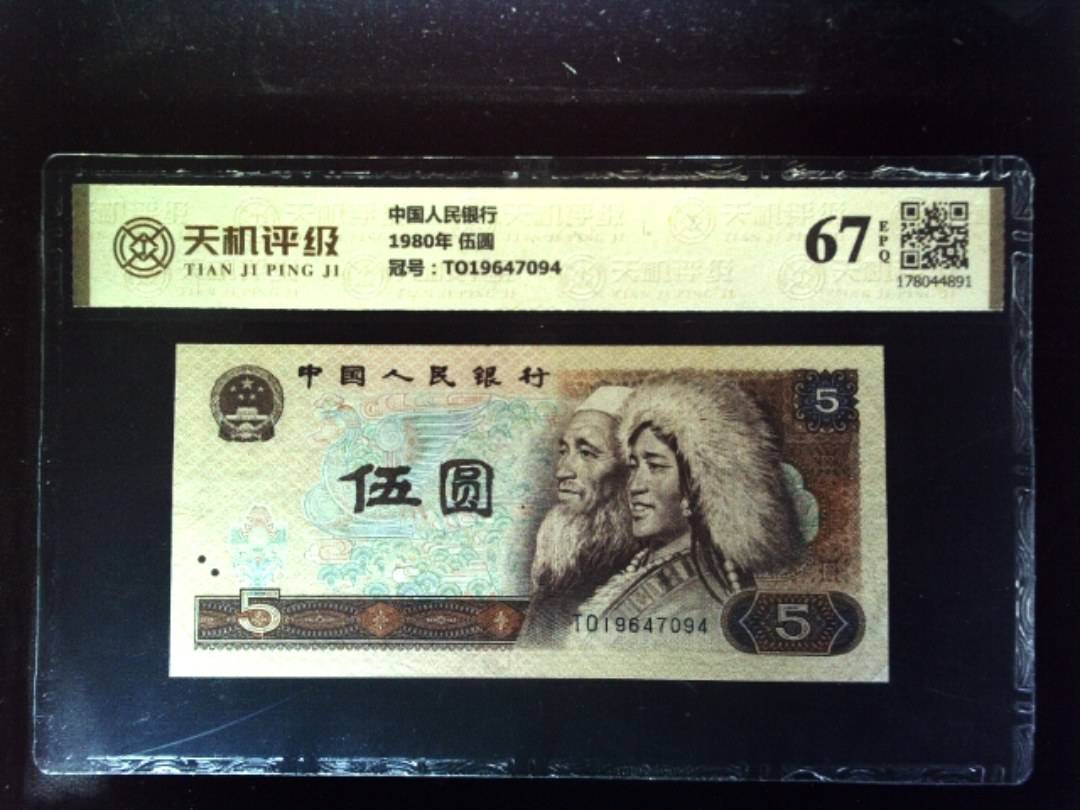 天机评级
TIAN JI PING JI
中国人民银行
1980年 伍圆
冠号：TO19647094
67
EPQ
178044891
中国人民银行
5
伍圆
5
TO19647094
5